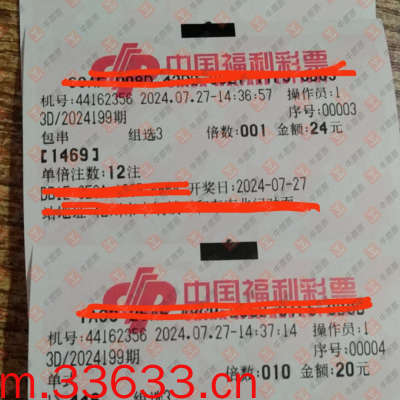 中国福利彩票
机号:44162356 2024.07.27-14:36:57 操作员:1
3D/2024199期 序号:00003
包串 组选3 倍数:001 金额:24元
[1469]
单倍注数:12注
开奖日:2024-07-27
中国福利彩票
机号:44162356 2024.07.27-14:37:14 操作员:1
3D/2024199期 序号:00004
倍数:010 金额:20元
m.33633.cn
组选3